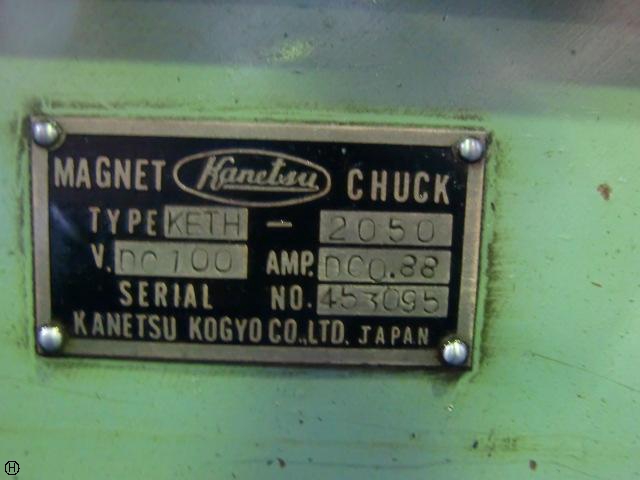 MAGNET Kanetsu CHUCK
TYPE KETH - 2050
V. DC100 AMP. DC0.88
SERIAL NO. 453095
KANETSU KOGYO CO.,LTD. JAPAN
H